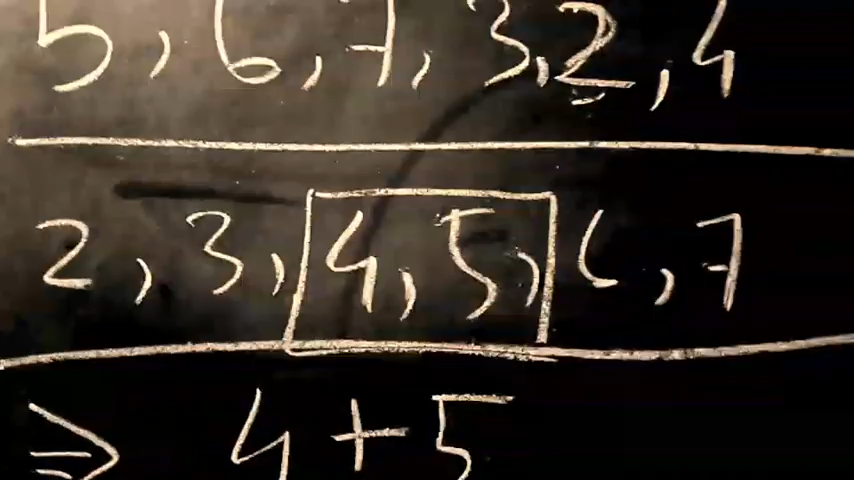 5, 6, 7, 3, 2, 4
2, 3, 4, 5, 6, 7
⇒ 4 + 5